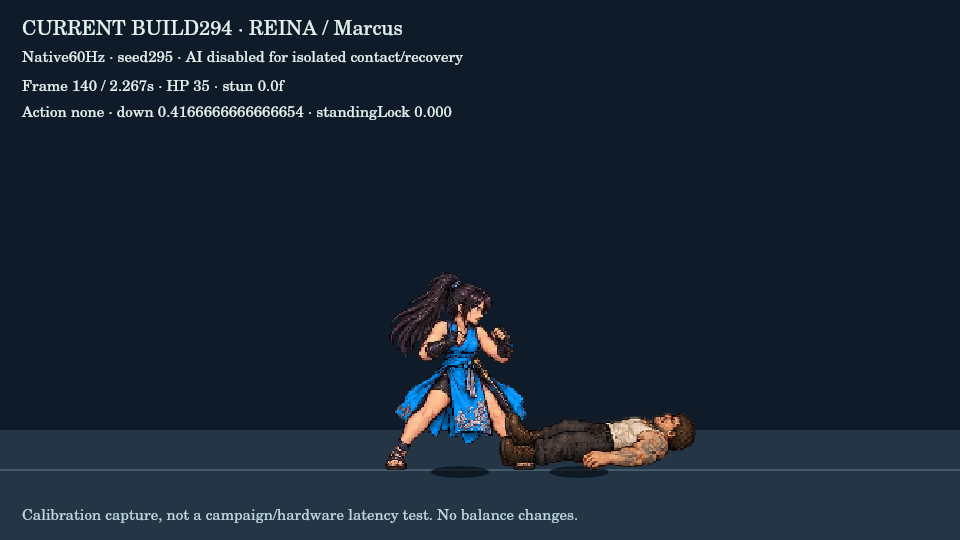 CURRENT BUILD294 · REINA / Marcus
Native60Hz · seed295 · AI disabled for isolated contact/recovery
Frame 140 / 2.267s · HP 35 · stun 0.0f
Action none · down 0.4166666666666654 · standingLock 0.000
Calibration capture, not a campaign/hardware latency test. No balance changes.